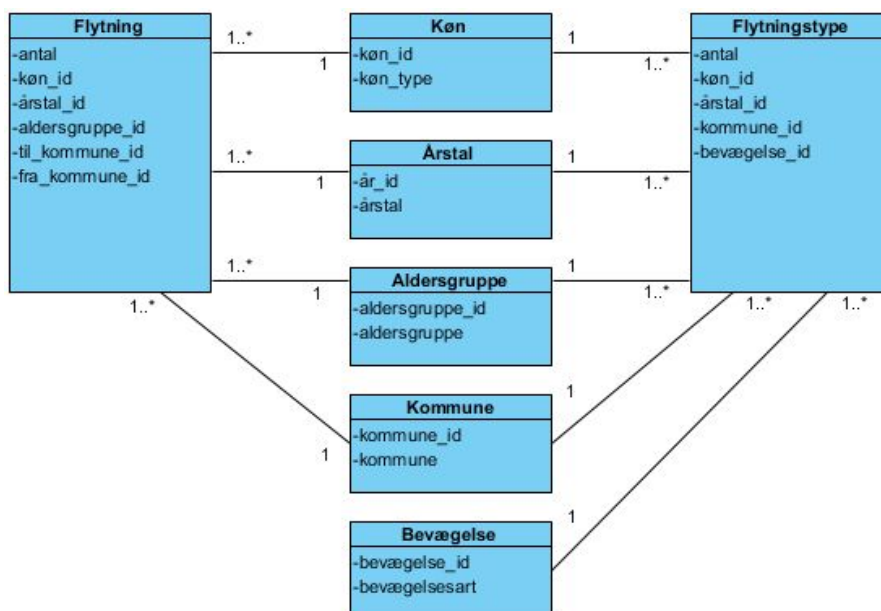 Flytning
-antal
-køn_id
-årstal_id
-aldersgruppe_id
-til_kommune_id
-fra_kommune_id
1..*
1
1..*
1
1..*
1
1..*
1
Køn
-køn_id
-køn_type
Årstal
-år_id
-årstal
Aldersgruppe
-aldersgruppe_id
-aldersgruppe
Kommune
-kommune_id
-kommune
Bevægelse
-bevægelse_id
-bevægelsesart
1
1..*
1
1..*
1
1..*
1
1..*
1
1..*
Flytningstype
-antal
-køn_id
-årstal_id
-kommune_id
-bevægelse_id